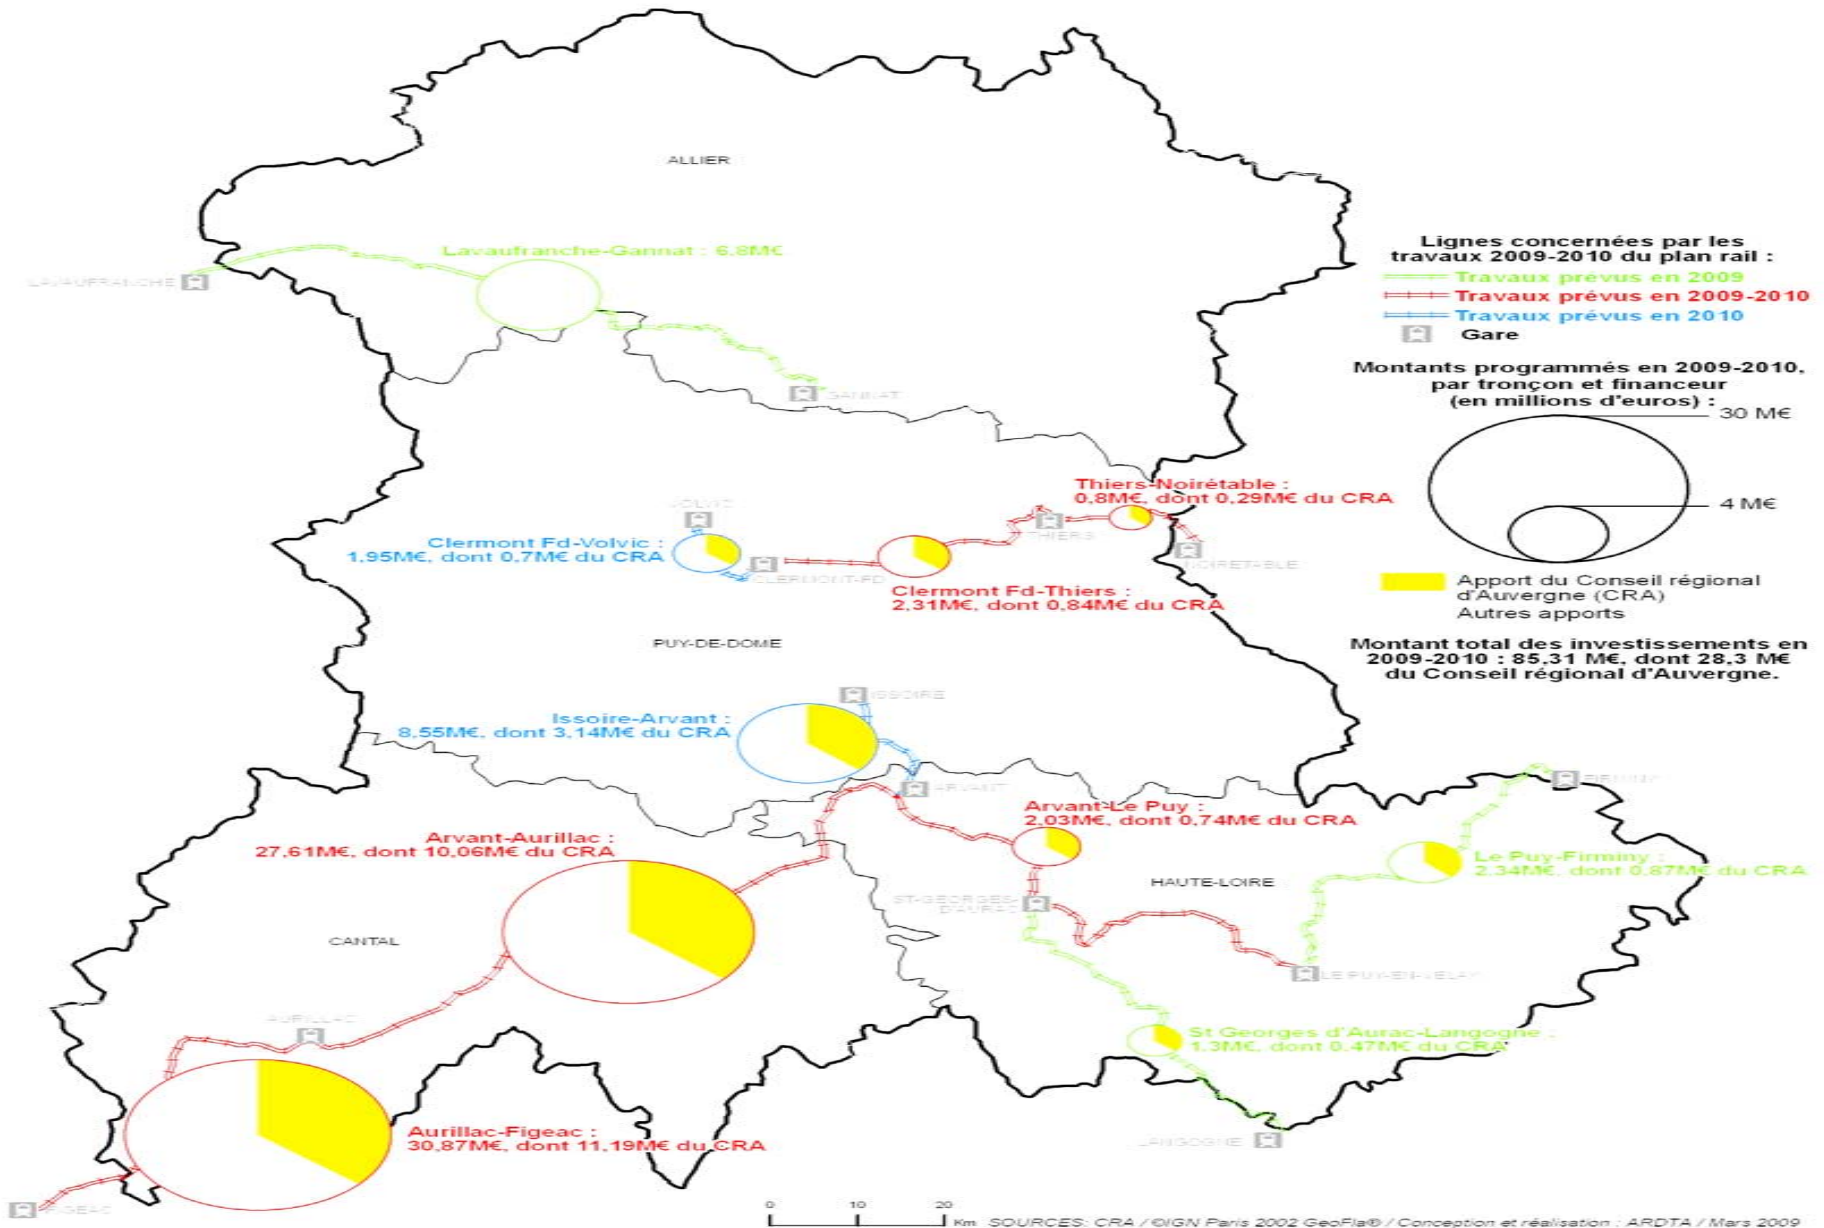 ALLIER
Lavaufranche-Gannat : 6.8M€
LAVAUFRANCHE
GANNAT
Lignes concernées par les
travaux 2009-2010 du plan rail :
Travaux prévus en 2009
Travaux prévus en 2009-2010
Travaux prévus en 2010
Gare
Montants programmés en 2009-2010,
par tronçon et financeur
(en millions d'euros) :
30 M€
4 M€
Apport du Conseil régional
d'Auvergne (CRA)
Autres apports
Montant total des investissements en
2009-2010 : 85,31 M€, dont 28,3 M€
du Conseil régional d'Auvergne.
Thiers-Noirétable :
0,8M€, dont 0,29M€ du CRA
VOLVIC
Clermont Fd-Volvic :
1,95M€, dont 0,7M€ du CRA
CLERMONT-FD
THIERS
NOIRETABLE
Clermont Fd-Thiers :
2,31M€, dont 0,84M€ du CRA
PUY-DE-DOME
ISSOIRE
Issoire-Arvant :
8,55M€, dont 3,14M€ du CRA
ARVANT
FIRMINY
Arvant-Le Puy :
2,03M€, dont 0,74M€ du CRA
Arvant-Aurillac :
27,61M€, dont 10,06M€ du CRA
Le Puy-Firminy :
2,34M€, dont 0,87M€ du CRA
HAUTE-LOIRE
ST-GEORGES-
D'AURAC
CANTAL
LE PUY-EN-VELAY
AURILLAC
St Georges d'Aurac-Langogne :
1,3M€, dont 0,47M€ du CRA
Aurillac-Figeac :
30,87M€, dont 11,19M€ du CRA
LANGOGNE
FIGEAC
0 10 20
Km
SOURCES: CRA / ©IGN Paris 2002 GeoFla® / Conception et réalisation : ARDTA / Mars 2009